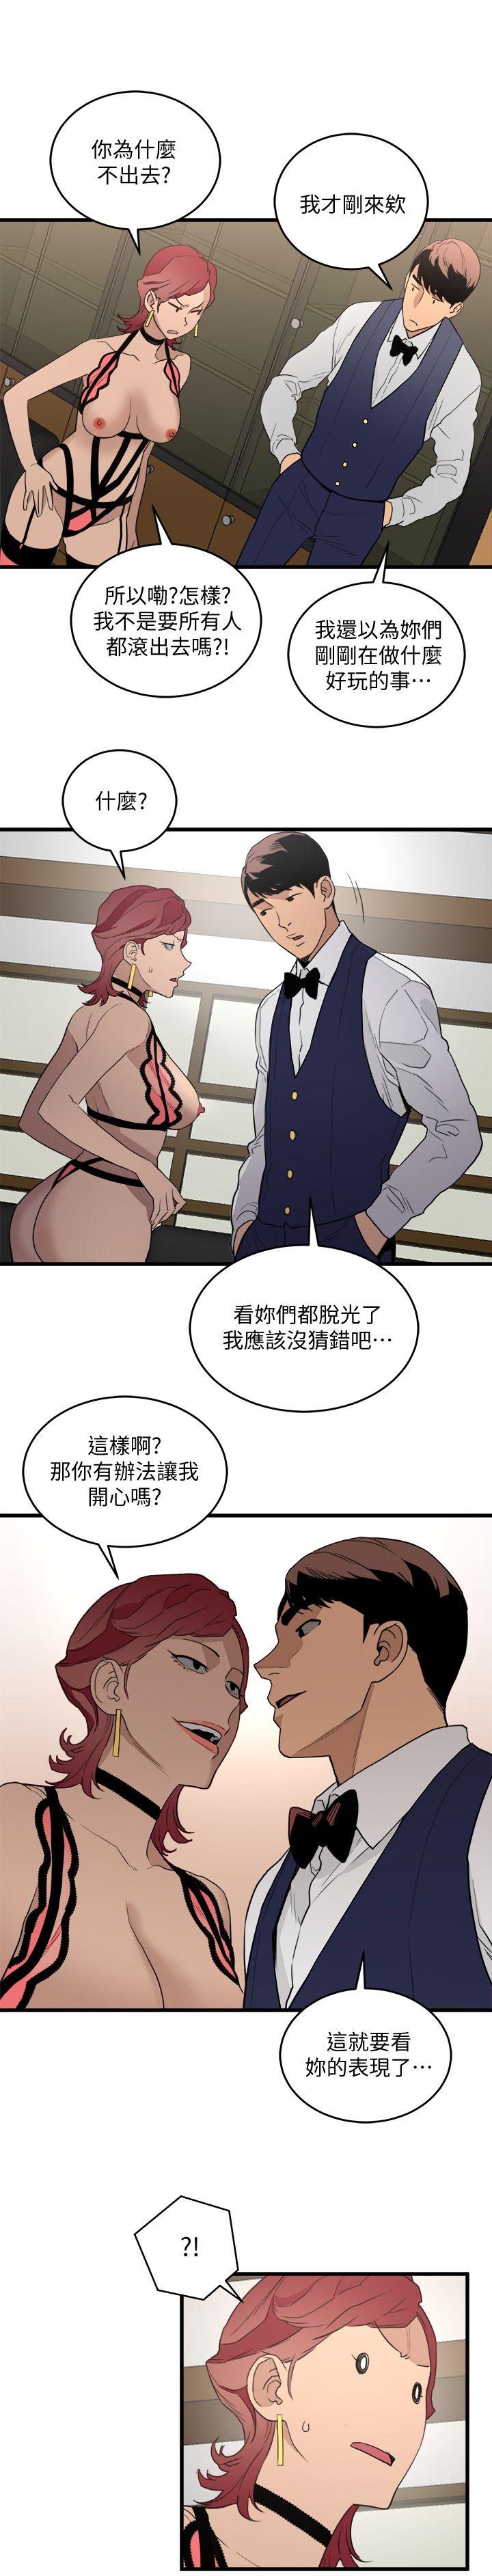 你為什麼
不出去?
我才剛來欸
所以嘞?怎樣?
我不是要所有人
都滾出去嗎?!
我還以為妳們
剛剛在做什麼
好玩的事⋯
什麼?
看妳們都脫光了
我應該沒猜錯吧⋯
這樣啊?
那你有辦法讓我
開心嗎?
這就要看
妳的表現了⋯
?!